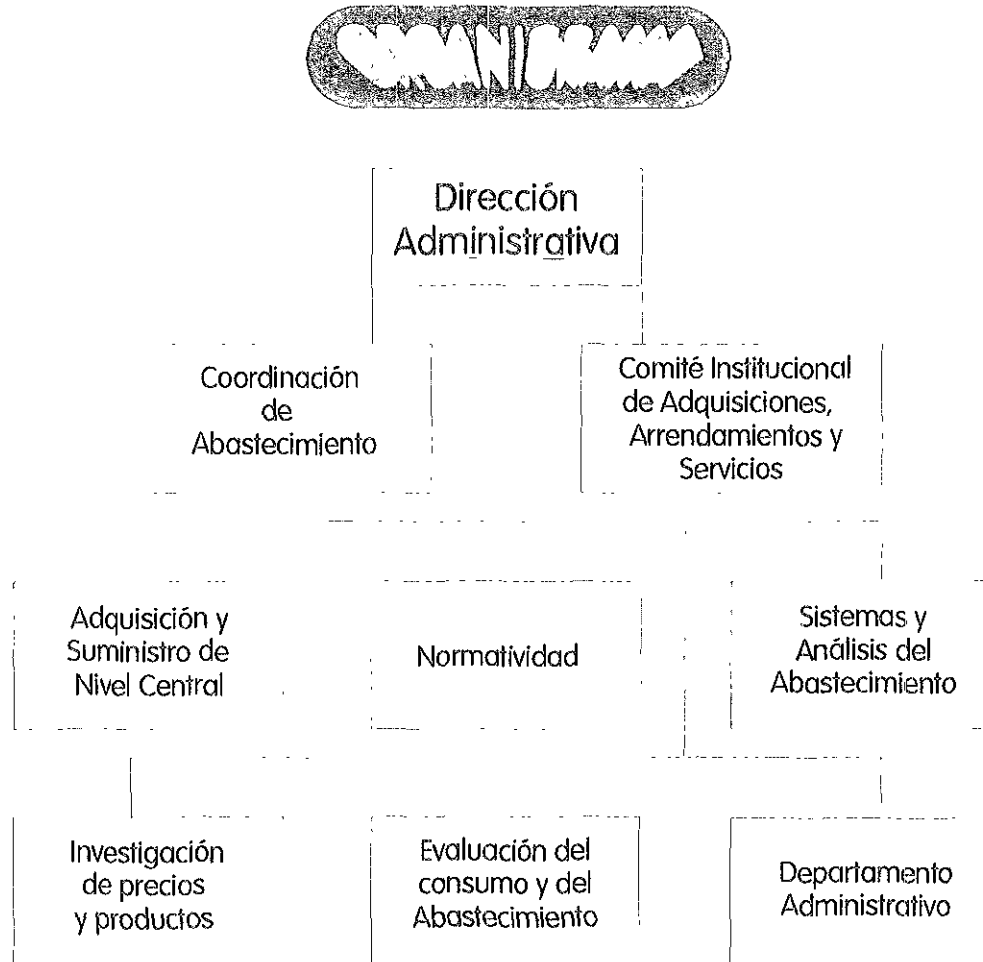 ORGANIGRAMA
Dirección
Administrativa
Coordinación
de
Abastecimiento
Comité Institucional
de Adquisiciones,
Arrendamientos y
Servicios
Adquisición y
Suministro de
Nivel Central
Normatividad
Sistemas y
Análisis del
Abastecimiento
Investigación
de precios
y productos
Evaluación del
consumo y del
Abastecimiento
Departamento
Administrativo